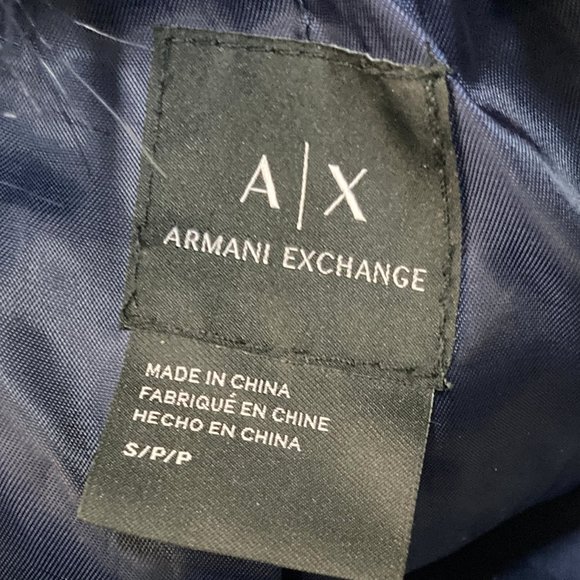 A|X
ARMANI EXCHANGE
MADE IN CHINA
FABRIQUÉ EN CHINE
HECHO EN CHINA
S/P/P